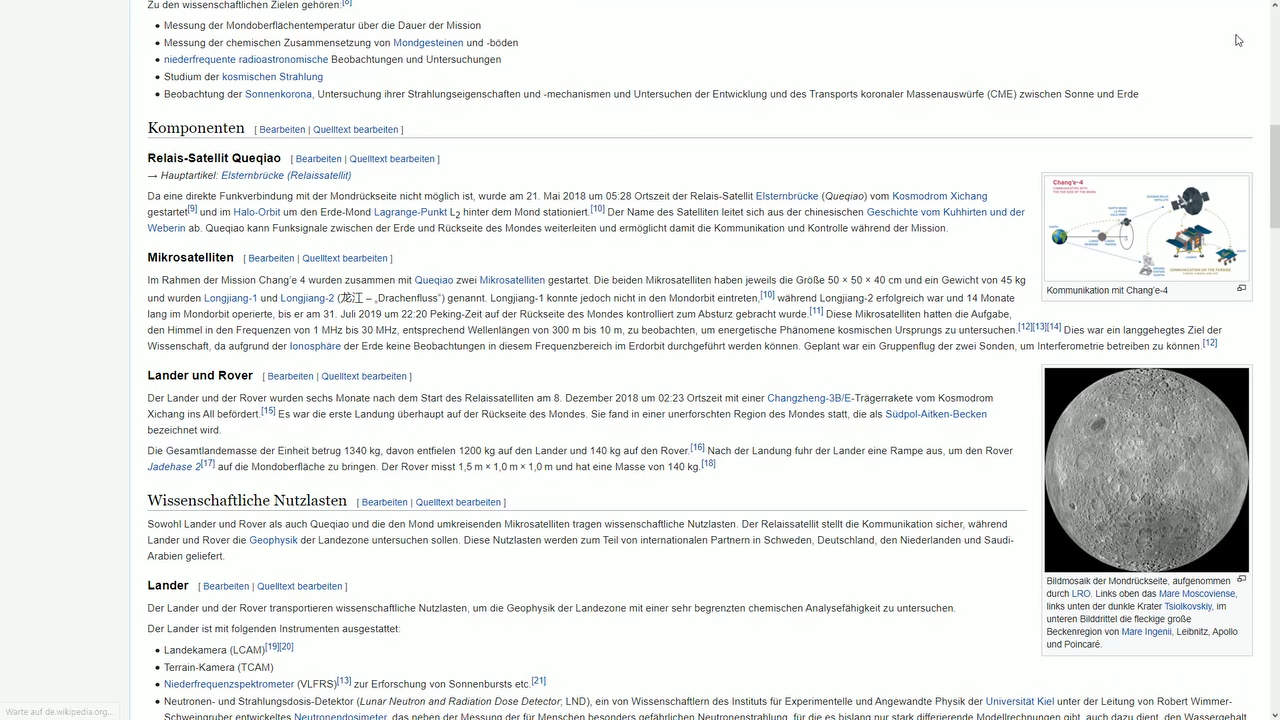 Zu den wissenschaftlichen Zielen gehören:[8]
• Messung der Mondoberflächentemperatur über die Dauer der Mission
• Messung der chemischen Zusammensetzung von Mondgesteinen und -böden
• niederfrequente radioastronomische Beobachtungen und Untersuchungen
• Studium der kosmischen Strahlung
• Beobachtung der Sonnenkorona, Untersuchung ihrer Strahlungseigenschaften und -mechanismen und Untersuchen der Entwicklung und des Transports koronaler Massenauswürfe (CME) zwischen Sonne und Erde
Komponenten [ Bearbeiten | Quelltext bearbeiten ]
Relais-Satellit Queqiao [ Bearbeiten | Quelltext bearbeiten ]
→ Hauptartikel: Elsternbrücke (Relaissatellit)
Da eine direkte Funkverbindung mit der Mondrückseite nicht möglich ist, wurde am 21. Mai 2018 um 05:28 Ortszeit der Relais-Satellit Elsternbrücke (Queqiao) vom Kosmodrom Xichang
gestartet[9] und im Halo-Orbit um den Erde-Mond Lagrange-Punkt L2 hinter dem Mond stationiert.[10] Der Name des Satelliten leitet sich aus der chinesischen Geschichte vom Kuhhirten und der
Weberin ab. Queqiao kann Funksignale zwischen der Erde und Rückseite des Mondes weiterleiten und ermöglicht damit die Kommunikation und Kontrolle während der Mission.
Chang'e-4
Kommunikation mit Chang'e-4
Mikrosatelliten [ Bearbeiten | Quelltext bearbeiten ]
Im Rahmen der Mission Chang'e 4 wurden zusammen mit Queqiao zwei Mikrosatelliten gestartet. Die beiden Mikrosatelliten haben jeweils die Größe 50 × 50 × 40 cm und ein Gewicht von 45 kg
und wurden Longjiang-1 und Longjiang-2 (龙江 – „Drachenfluss“) genannt. Longjiang-1 konnte jedoch nicht in den Mondorbit eintreten,[10] während Longjiang-2 erfolgreich war und 14 Monate
lang im Mondorbit operierte, bis er am 31. Juli 2019 um 22:20 Peking-Zeit auf der Rückseite des Mondes kontrolliert zum Absturz gebracht wurde.[11] Diese Mikrosatelliten hatten die Aufgabe,
den Himmel in den Frequenzen von 1 MHz bis 30 MHz, entsprechend Wellenlängen von 300 m bis 10 m, zu beobachten, um energetische Phänomene kosmischen Ursprungs zu untersuchen.[12][13][14] Dies war ein langgehegtes Ziel der
Wissenschaft, da aufgrund der Ionosphäre der Erde keine Beobachtungen in diesem Frequenzbereich im Erdorbit durchgeführt werden können. Geplant war ein Gruppenflug der zwei Sonden, um Interferometrie betreiben zu können.[12]
Lander und Rover [ Bearbeiten | Quelltext bearbeiten ]
Der Lander und der Rover wurden sechs Monate nach dem Start des Relaissatelliten am 8. Dezember 2018 um 02:23 Ortszeit mit einer Changzheng-3B/E-Trägerrakete vom Kosmodrom
Xichang ins All befördert.[15] Es war die erste Landung überhaupt auf der Rückseite des Mondes. Sie fand in einer unerforschten Region des Mondes statt, die als Südpol-Aitken-Becken
bezeichnet wird.
Die Gesamtlandemasse der Einheit betrug 1340 kg, davon entfielen 1200 kg auf den Lander und 140 kg auf den Rover.[16] Nach der Landung fuhr der Lander eine Rampe aus, um den Rover
Jadehase 2[17] auf die Mondoberfläche zu bringen. Der Rover misst 1,5 m × 1,0 m × 1,0 m und hat eine Masse von 140 kg.[18]
Bildmosaik der Mondrückseite, aufgenommen
durch LRO. Links oben das Mare Moscoviense,
links unten der dunkle Krater Tsiolkovskiy, im
unteren Bilddrittel die fleckige große
Beckenregion von Mare Ingenii, Leibnitz, Apollo
und Poincaré.
Wissenschaftliche Nutzlasten [ Bearbeiten | Quelltext bearbeiten ]
Sowohl Lander und Rover als auch Queqiao und die den Mond umkreisenden Mikrosatelliten tragen wissenschaftliche Nutzlasten. Der Relaissatellit stellt die Kommunikation sicher, während
Lander und Rover die Geophysik der Landezone untersuchen sollen. Diese Nutzlasten werden zum Teil von internationalen Partnern in Schweden, Deutschland, den Niederlanden und Saudi-
Arabien geliefert.
Lander [ Bearbeiten | Quelltext bearbeiten ]
Der Lander und der Rover transportieren wissenschaftliche Nutzlasten, um die Geophysik der Landezone mit einer sehr begrenzten chemischen Analysefähigkeit zu untersuchen.
Der Lander ist mit folgenden Instrumenten ausgestattet:
• Landekamera (LCAM)[19][20]
• Terrain-Kamera (TCAM)
• Niederfrequenzspektrometer (VLFRS)[13] zur Erforschung von Sonnenbursts etc.[21]
• Neutronen- und Strahlungsdosis-Detektor (Lunar Neutron and Radiation Dose Detector, LND), ein von Wissenschaftlern des Instituts für Experimentelle und Angewandte Physik der Universität Kiel unter der Leitung von Robert Wimmer-
Schweingruber entwickeltes Neutronendosimeter, das neben der Messung der für Menschen besonders gefährlichen Neutronenstrahlung, für die es bislang nur stark differierende Modellrechnungen gibt, auch dazu dient, den Wassergehalt
Warte auf de.wikipedia.org...